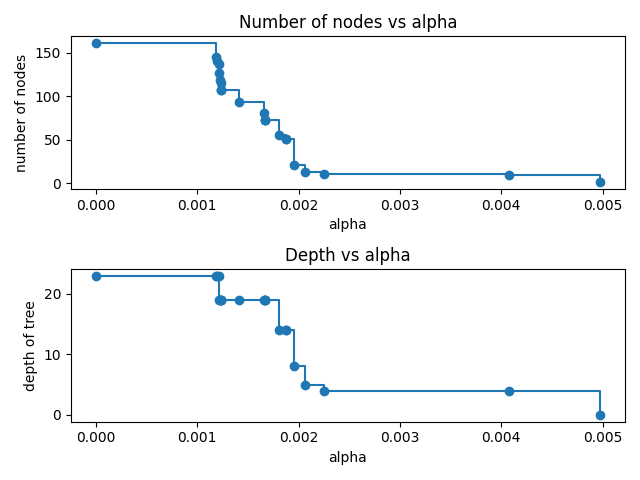 Number of nodes vs alpha
number of nodes
150
100
50
0
0.000 0.001 0.002 0.003 0.004 0.005
alpha
Depth vs alpha
depth of tree
20
10
0
0.000 0.001 0.002 0.003 0.004 0.005
alpha